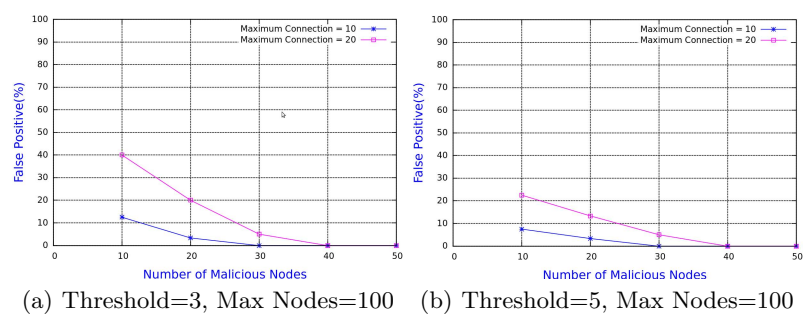 100
90
80
70
60
50
40
30
20
10
0
False Positive(%)
Maximum Connection = 10
Maximum Connection = 20
0 10 20 30 40 50
Number of Malicious Nodes
(a) Threshold=3, Max Nodes=100
100
90
80
70
60
50
40
30
20
10
0
False Positive(%)
Maximum Connection = 10
Maximum Connection = 20
0 10 20 30 40 50
Number of Malicious Nodes
(b) Threshold=5, Max Nodes=100